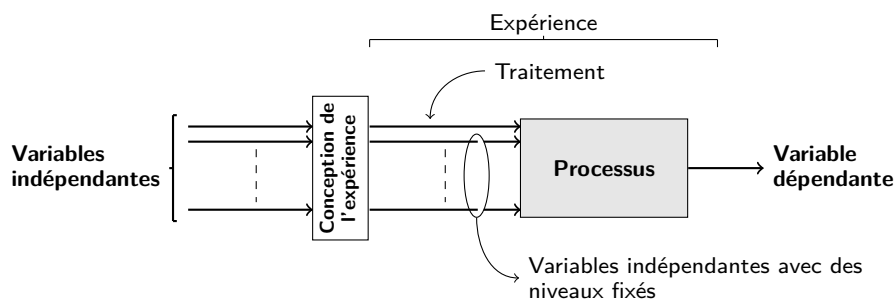 Expérience
Traitement
Variables
indépendantes
Conception de
l'expérience
Processus
Variable
dépendante
Variables indépendantes avec des
niveaux fixés